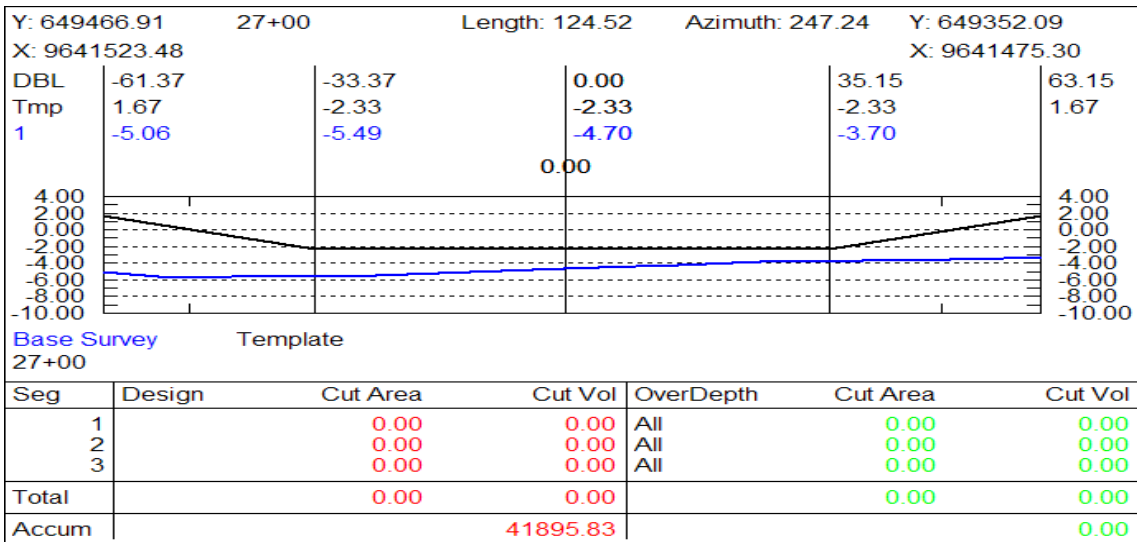 Y: 649466.91 27+00 Length: 124.52 Azimuth: 247.24 Y: 649352.09
X: 9641523.48 X: 9641475.30
DBL -61.37 -33.37 0.00 35.15 63.15
Tmp 1.67 -2.33 -2.33 -2.33 1.67
1 -5.06 -5.49 -4.70 -3.70
0.00
4.00 4.00
2.00 2.00
0.00 0.00
-2.00 -2.00
-4.00 -4.00
-6.00 -6.00
-8.00 -8.00
-10.00 -10.00
Base Survey Template
27+00
Seg Design Cut Area Cut Vol OverDepth Cut Area Cut Vol
1 0.00 0.00 All 0.00 0.00
2 0.00 0.00 All 0.00 0.00
3 0.00 0.00 All 0.00 0.00
Total 0.00 0.00 0.00 0.00
Accum 41895.83 0.00